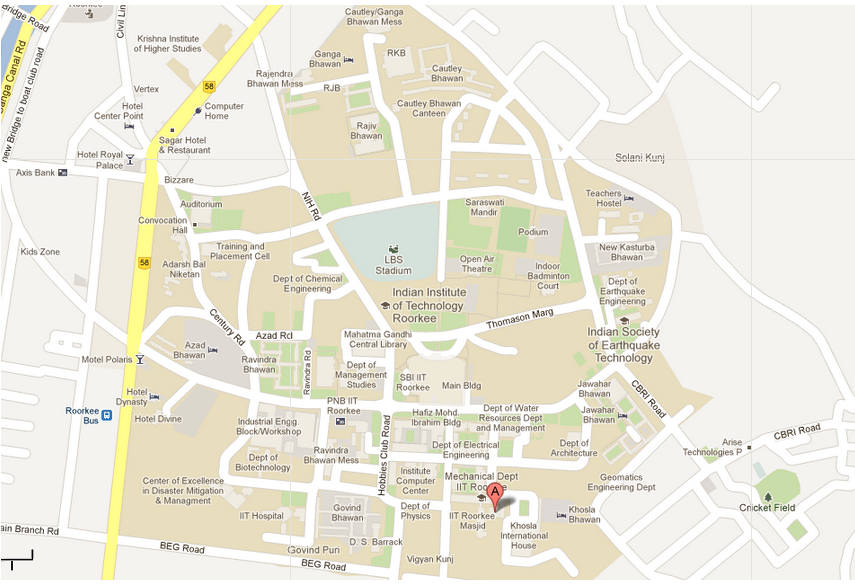 Bridge Road
Roorkee
Civil Lin
Ganga Canal Rd
new Bridge to boat club road
Krishna Institute
of Higher Studies
Cautley/Ganga
Bhawan Mess
Ganga
Bhawan
RKB
Cautley
Bhawan
Rajendra
Bhawan Mess
RJB
Cautley Bhawan
Canteen
Rajiv
Bhawan
58
Vertex
Hotel
Center Point
Computer
Home
Sagar Hotel
& Restaurant
Hotel Royal
Palace
Axis Bank
Bizzare
Solani Kunj
Teachers
Hostel
NIH Rd
Auditorium
Convocation
Hall
Saraswati
Mandir
Podium
Kids Zone
Training and
Placement Cell
Adarsh Bal
Niketan
58
LBS
Stadium
Open Air
Theatre
Indoor
Badminton
Court
New Kasturba
Bhawan
Dept of Chemical
Engineering
Dept of
Earthquake
Engineering
Indian Institute
of Technology
Roorkee
Thomason Marg
Indian Society
of Earthquake
Technology
Century Rd
Azad Rcl
Mahatma Gandhi
Central Library
Azad
Bhawan
Motel Polaris
Ravindra
Bhawan
Ravindra Rd
Dept of
Management
Studies
SBI IIT
Roorkee
Main Bldg
Jawahar
Bhawan
CBRI Road
Hotel
Dynasty
Roorkee
Bus
Hotel Divine
PNB IIT
Roorkee
Hafiz Mohd.
Ibrahim Bldg
Dept of Water
Resources Dept
and Management
Jawahar
Bhawan
Industrial Engg.
Block/Workshop
Hobbies Club Road
Dept of Electrical
Engineering
Dept of
Architecture
Arise
Technologies P
CBRI Road
Ravindra
Bhawan Mess
Dept of
Biotechnology
Institute
Computer
Center
Mechanical Dept
IIT Roorkee
A
Geomatics
Engineering Dept
Center of Excellence
in Disaster Mitigation
& Managment
IIT Hospital
Govind
Bhawan
Dept of
Physics
IIT Roorkee
Masjid
Khosla
International
House
Khosla
Bhawan
Cricket Field
ain Branch Rd
BEG Road
Govind Puri
D. S. Barrack
Vigyan Kunj
BEG Road